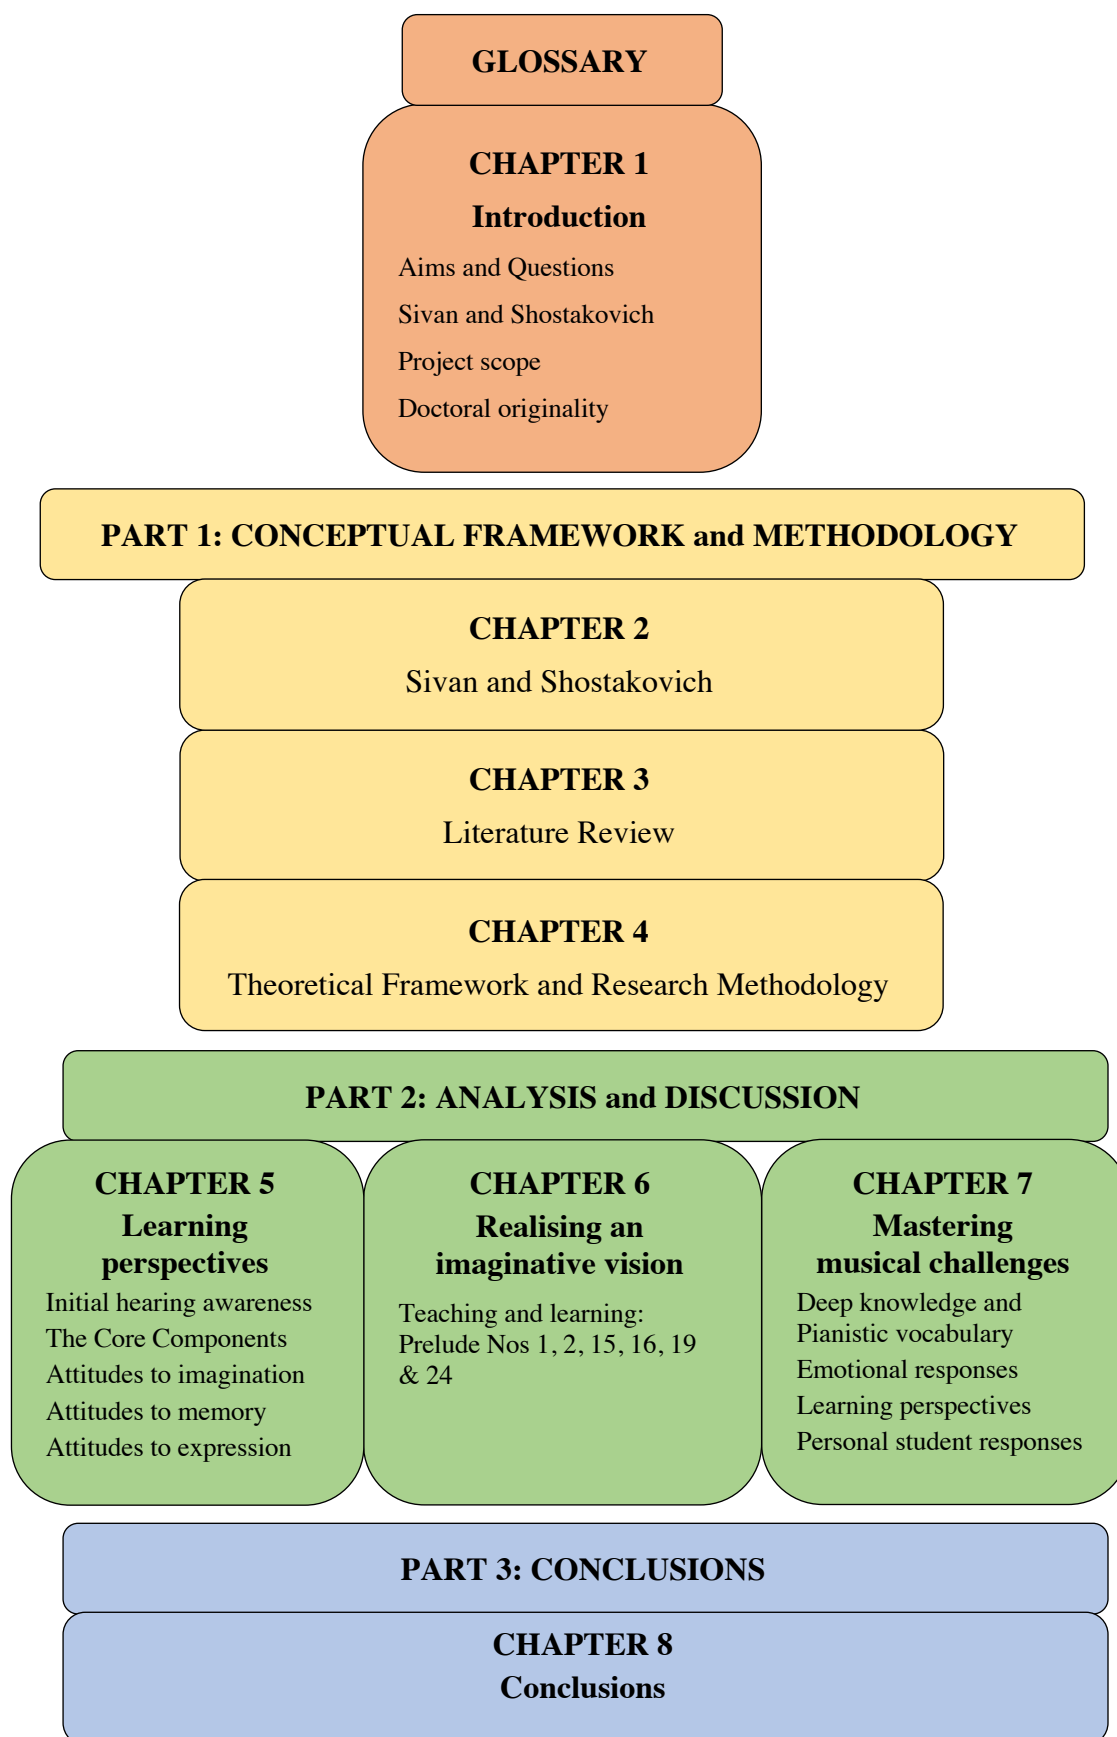 GLOSSARY
CHAPTER 1
Introduction
Aims and Questions
Sivan and Shostakovich
Project scope
Doctoral originality
PART 1: CONCEPTUAL FRAMEWORK and METHODOLOGY
CHAPTER 2
Sivan and Shostakovich
CHAPTER 3
Literature Review
CHAPTER 4
Theoretical Framework and Research Methodology
PART 2: ANALYSIS and DISCUSSION
CHAPTER 5
Learning
perspectives
Initial hearing awareness
The Core Components
Attitudes to imagination
Attitudes to memory
Attitudes to expression
CHAPTER 6
Realising an
imaginative vision
Teaching and learning:
Prelude Nos 1, 2, 15, 16, 19
& 24
CHAPTER 7
Mastering
musical challenges
Deep knowledge and
Pianistic vocabulary
Emotional responses
Learning perspectives
Personal student responses
PART 3: CONCLUSIONS
CHAPTER 8
Conclusions